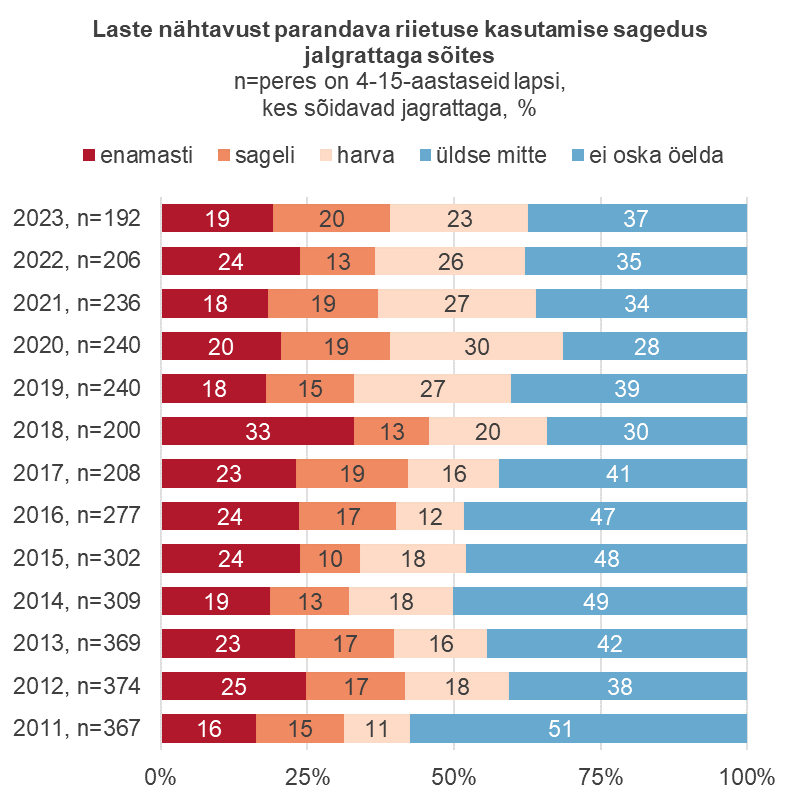 Laste nähtavust parandava riietuse kasutamise sagedus
jalgrattaga sõites
n=peres on 4-15-aastaseid lapsi,
kes sõidavad jagrattaga, %
enamasti sageli harva üldse mitte ei oska öelda
2023, n=192 19 20 23 37
2022, n=206 24 13 26 35
2021, n=236 18 19 27 34
2020, n=240 20 19 30 28
2019, n=240 18 15 27 39
2018, n=200 33 13 20 30
2017, n=208 23 19 16 41
2016, n=277 24 17 12 47
2015, n=302 24 10 18 48
2014, n=309 19 13 18 49
2013, n=369 23 17 16 42
2012, n=374 25 17 18 38
2011, n=367 16 15 11 51
0% 25% 50% 75% 100%